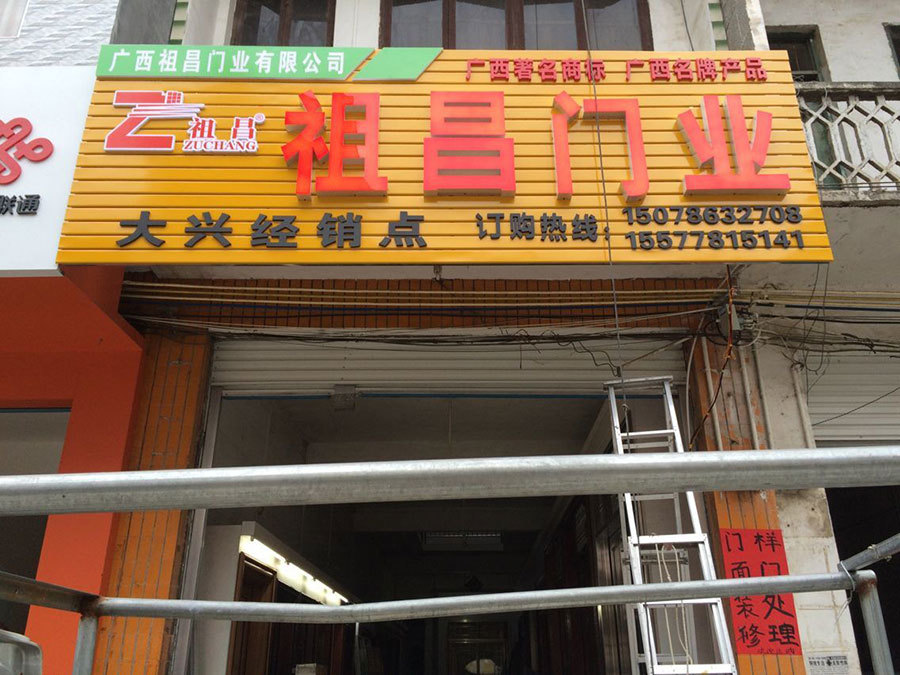 广西祖昌门业有限公司
广西著名商标 广西名牌产品
祖昌®
ZUCHANG
祖昌门业
大兴经销点
订购热线:
15078632708
15577815141
联通
样门处理
门面装修